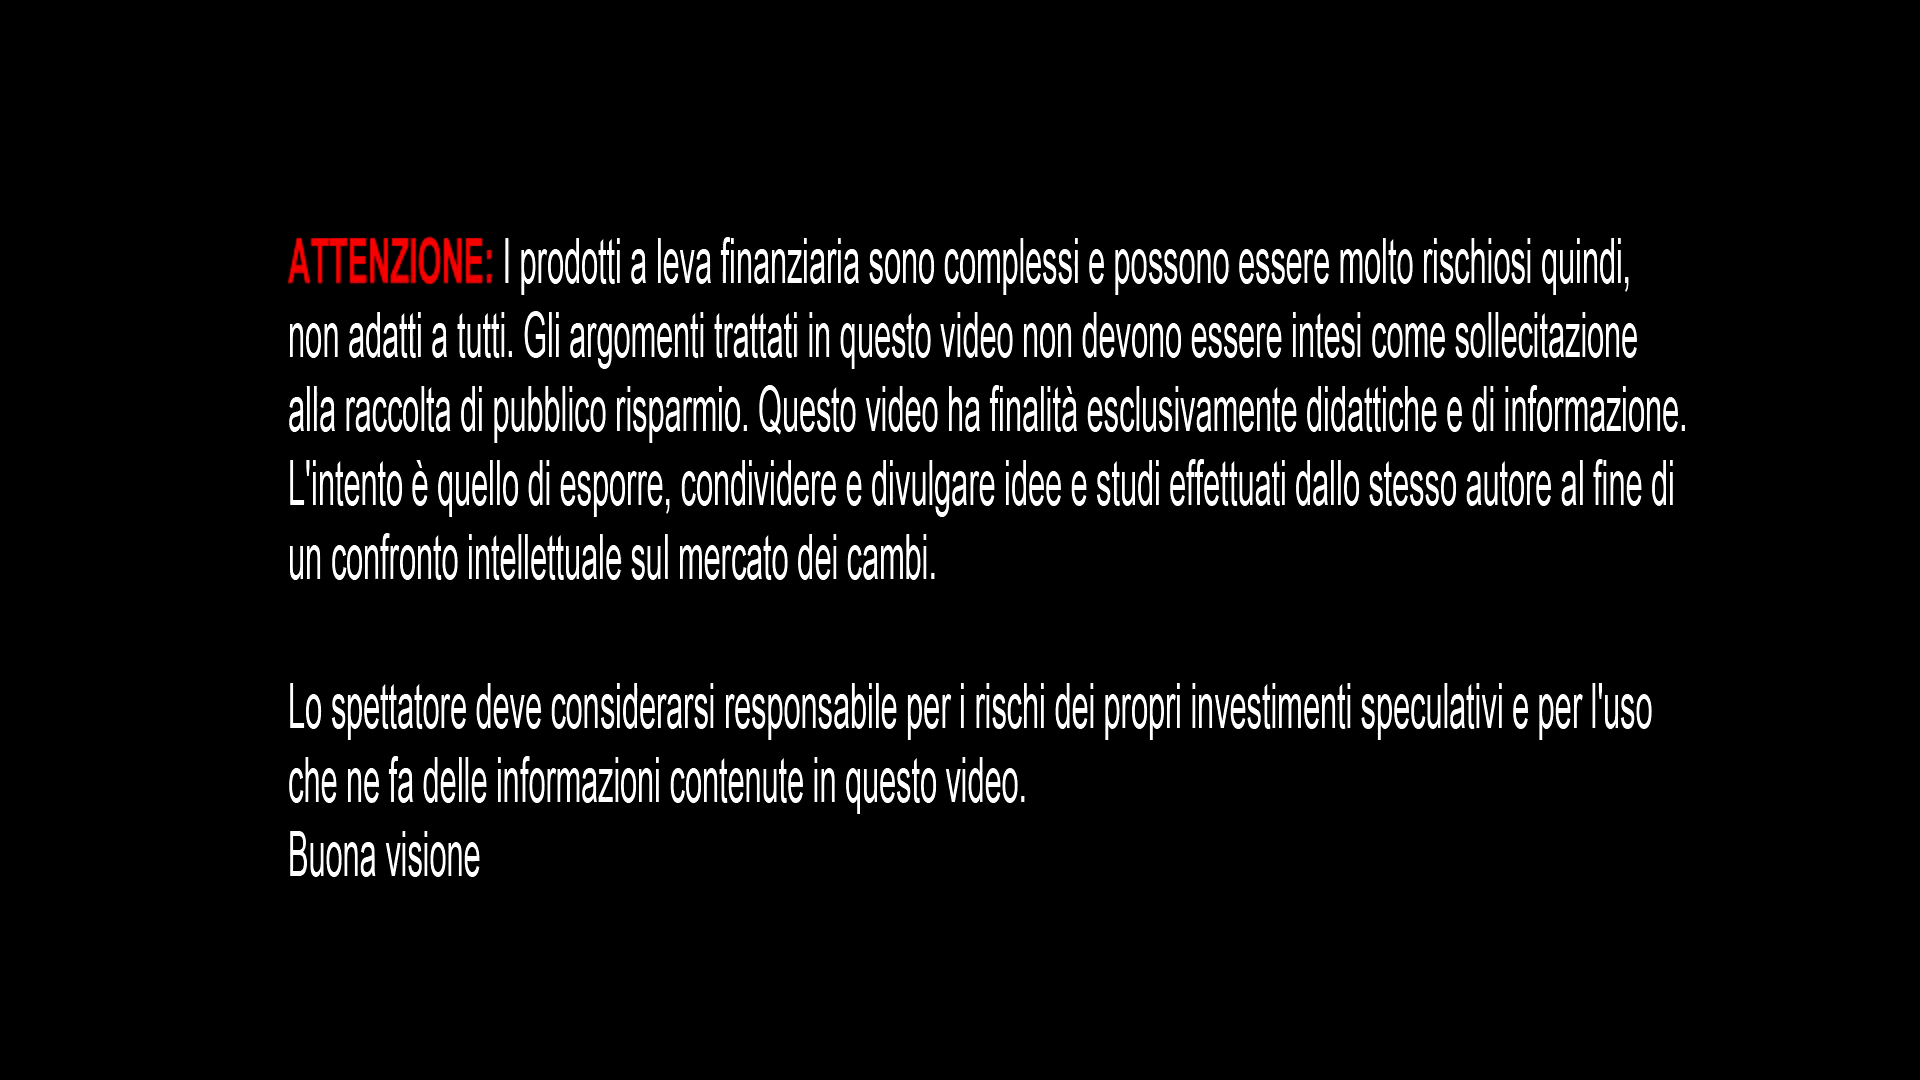 ATTENZIONE: I prodotti a leva finanziaria sono complessi e possono essere molto rischiosi quindi,
non adatti a tutti. Gli argomenti trattati in questo video non devono essere intesi come sollecitazione
alla raccolta di pubblico risparmio. Questo video ha finalità esclusivamente didattiche e di informazione.
L'intento è quello di esporre, condividere e divulgare idee e studi effettuati dallo stesso autore al fine di
un confronto intellettuale sul mercato dei cambi.
Lo spettatore deve considerarsi responsabile per i rischi dei propri investimenti speculativi e per l'uso
che ne fa delle informazioni contenute in questo video.
Buona visione